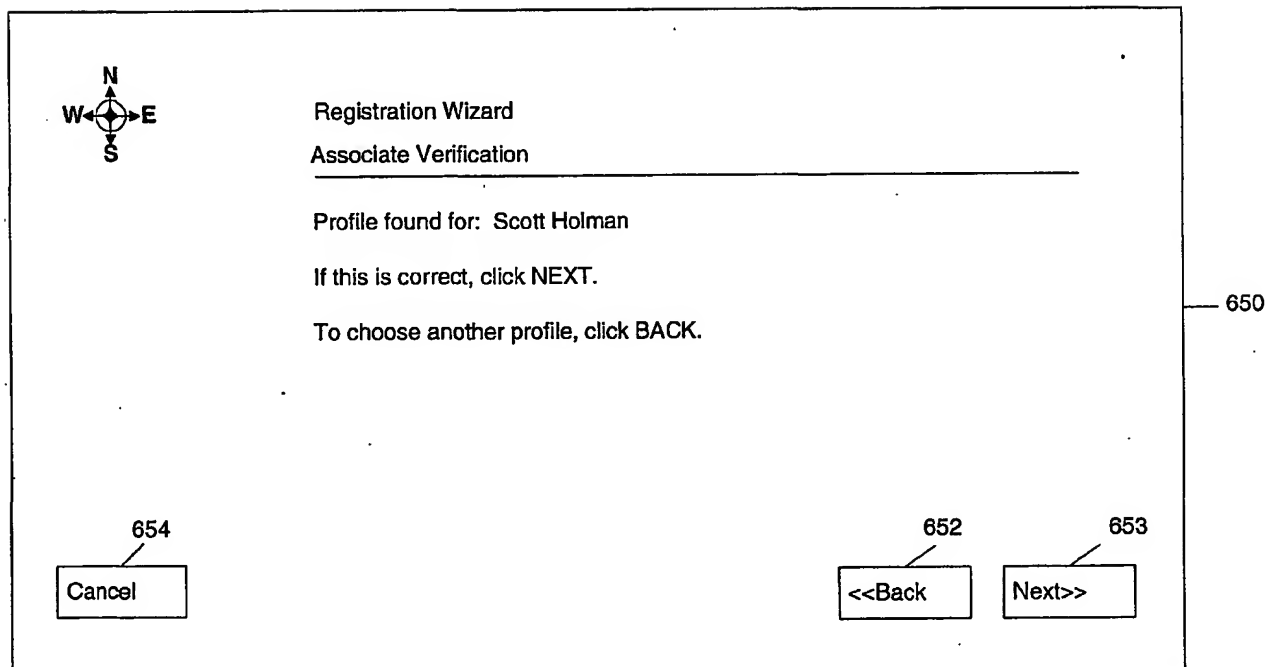 N
W E
S
Registration Wizard
Associate Verification
Profile found for: Scott Holman
If this is correct, click NEXT.
To choose another profile, click BACK.
650
654
652
653
Cancel
<<Back
Next>>